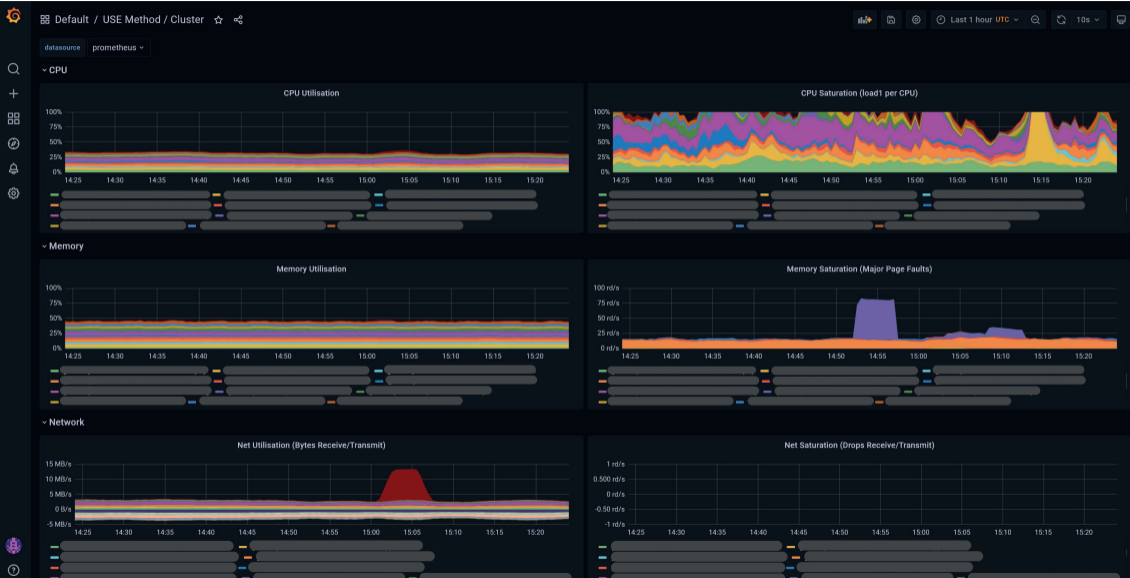 Default / USE Method / Cluster
Last 1 hour UTC
10s
datasource prometheus
CPU
CPU Utilisation
100%
75%
50%
25%
0%
14:25 14:30 14:35 14:40 14:45 14:50 14:55 15:00 15:05 15:10 15:15 15:20
CPU Saturation (load1 per CPU)
100%
75%
50%
25%
0%
14:25 14:30 14:35 14:40 14:45 14:50 14:55 15:00 15:05 15:10 15:15 15:20
Memory
Memory Utilisation
100%
75%
50%
25%
0%
14:25 14:30 14:35 14:40 14:45 14:50 14:55 15:00 15:05 15:10 15:15 15:20
Memory Saturation (Major Page Faults)
100 rd/s
75 rd/s
50 rd/s
25 rd/s
0 rd/s
14:25 14:30 14:35 14:40 14:45 14:50 14:55 15:00 15:05 15:10 15:15 15:20
Network
Net Utilisation (Bytes Receive/Transmit)
15 MB/s
10 MB/s
5 MB/s
0 B/s
-5 MB/s
14:25 14:30 14:35 14:40 14:45 14:50 14:55 15:00 15:05 15:10 15:15 15:20
Net Saturation (Drops Receive/Transmit)
1 rd/s
0.500 rd/s
0 rd/s
-0.50 rd/s
-1 rd/s
14:25 14:30 14:35 14:40 14:45 14:50 14:55 15:00 15:05 15:10 15:15 15:20